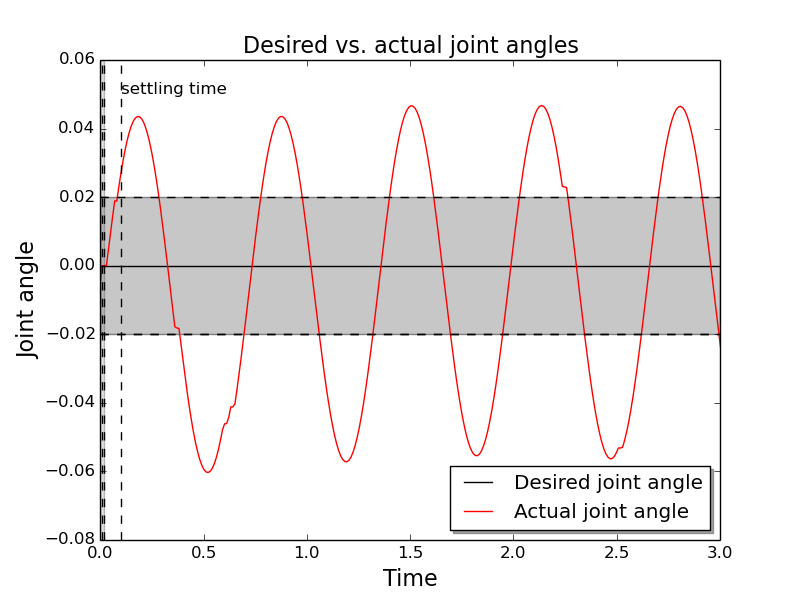 Desired vs. actual joint angles
0.06
settling time
0.04
0.02
0.00
−0.02
−0.04
−0.06
−0.08
Joint angle
Desired joint angle
Actual joint angle
0.0 0.5 1.0 1.5 2.0 2.5 3.0
Time